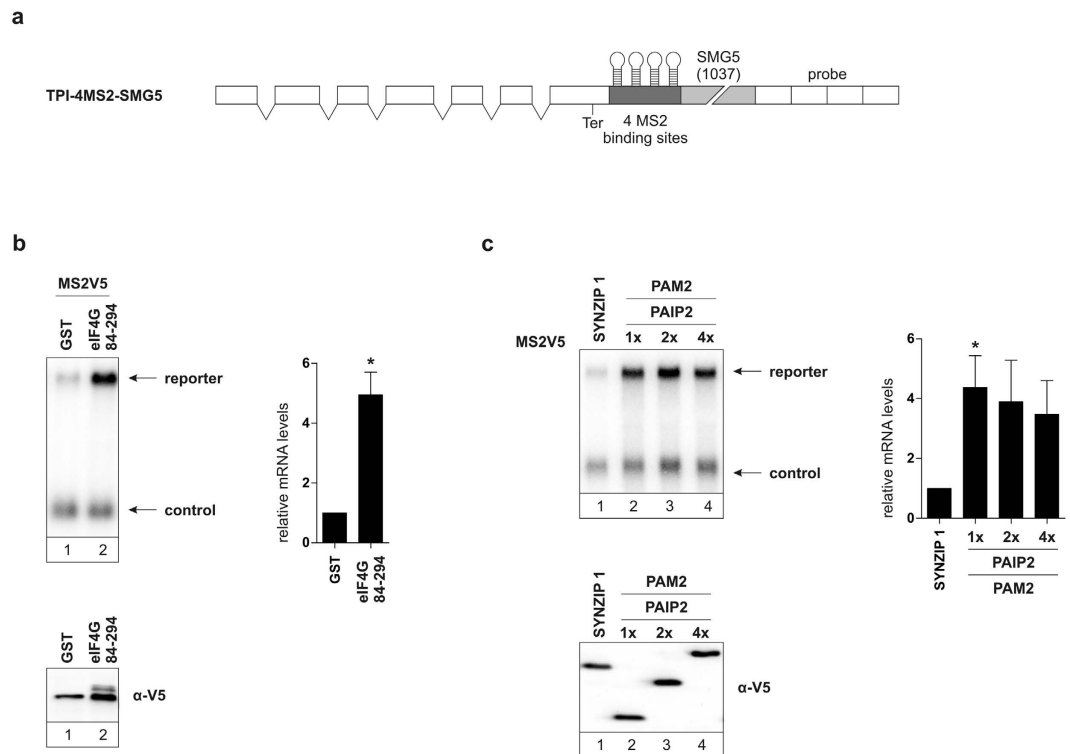 a
TPI-4MS2-SMG5
SMG5
(1037)
probe
Ter
4 MS2
binding sites
b
MS2V5
GST
eIF4G
84-294
reporter
control
1 2
relative mRNA levels
6
4
2
0
*
GST
eIF4G
84-294
GST
eIF4G
84-294
α-V5
1 2
c
MS2V5
SYNZIP 1
PAM2
PAIP2
1x 2x 4x
reporter
control
1 2 3 4
relative mRNA levels
6
4
2
0
*
SYNZIP 1
1x 2x 4x
PAIP2
PAM2
SYNZIP 1
PAM2
PAIP2
1x 2x 4x
α-V5
1 2 3 4